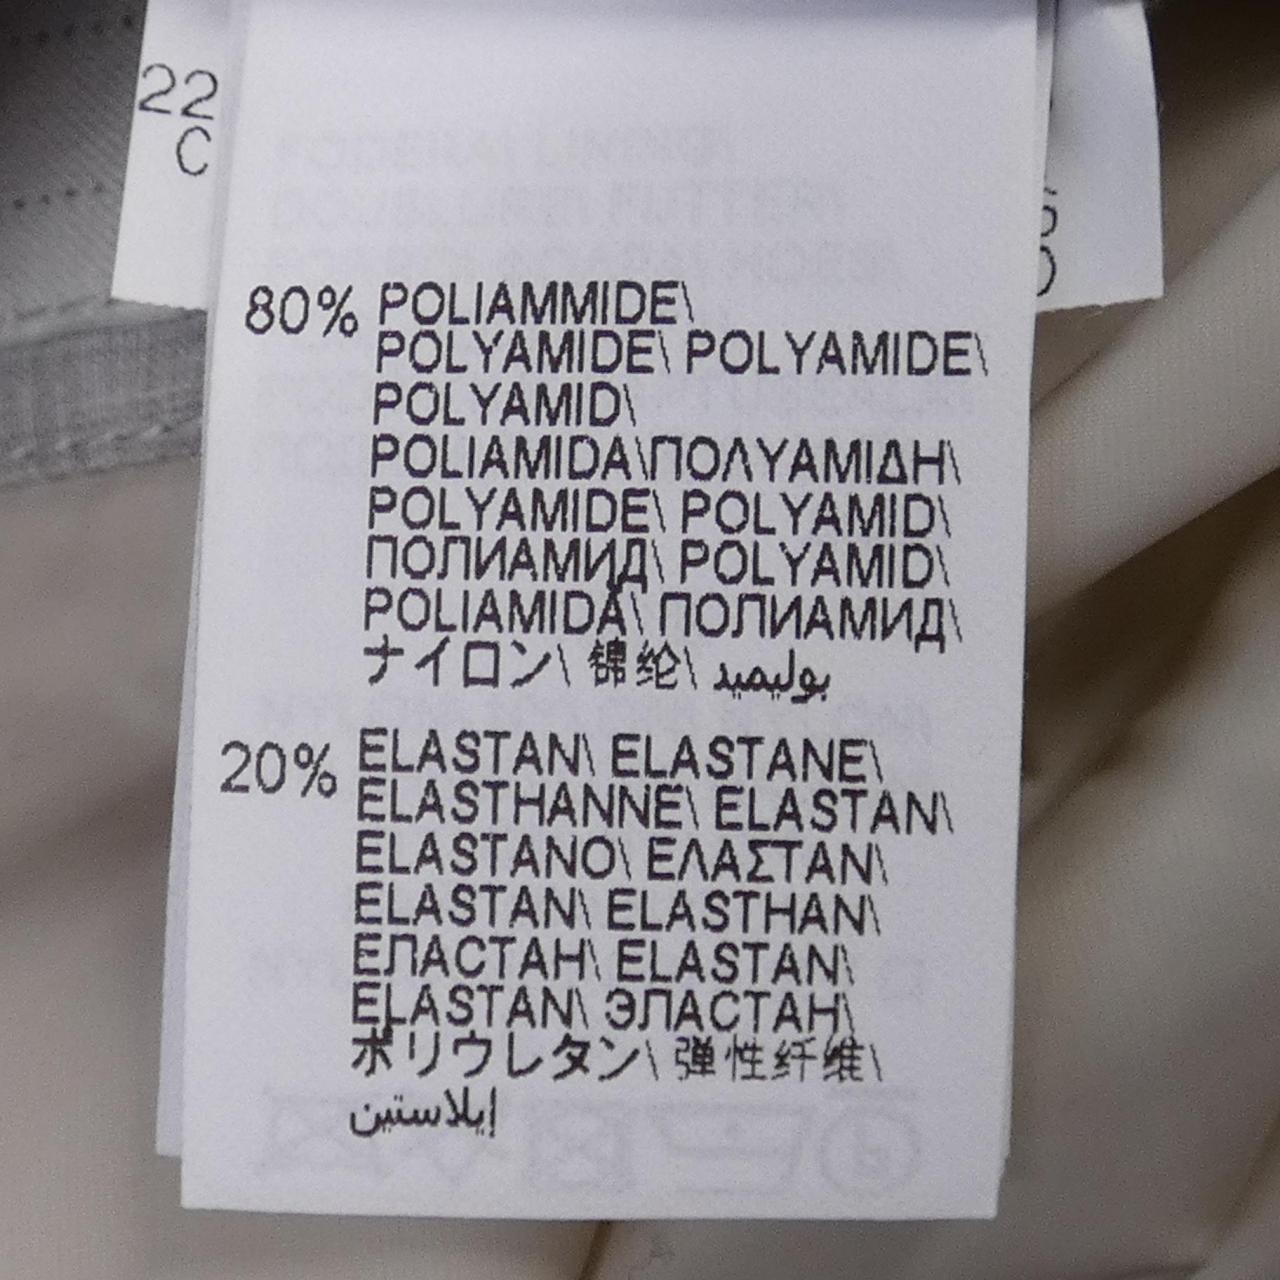 22
C
80% POLIAMMIDE\
POLYAMIDE\ POLYAMIDE\
POLYAMID\
POLIAMIDA\ΠΟΛΥΑΜΙΔΗ\
POLYAMIDE\ POLYAMID\
ПОЛИАМИД\ POLYAMID\
POLIAMIDA\ ПОЛИАМИД\
ナイロン\ 锦纶\ بوليميد
20% ELASTAN\ ELASTANE\
ELASTHANNE\ ELASTAN\
ELASTANO\ ΕΛΑΣΤΑΝ\
ELASTAN\ ELASTHAN\
ЕЛАСТАН\ ELASTAN\
ELASTAN\ ЭЛАСТАН\
ポリウレタン\ 弹性纤维\
إيلاستين